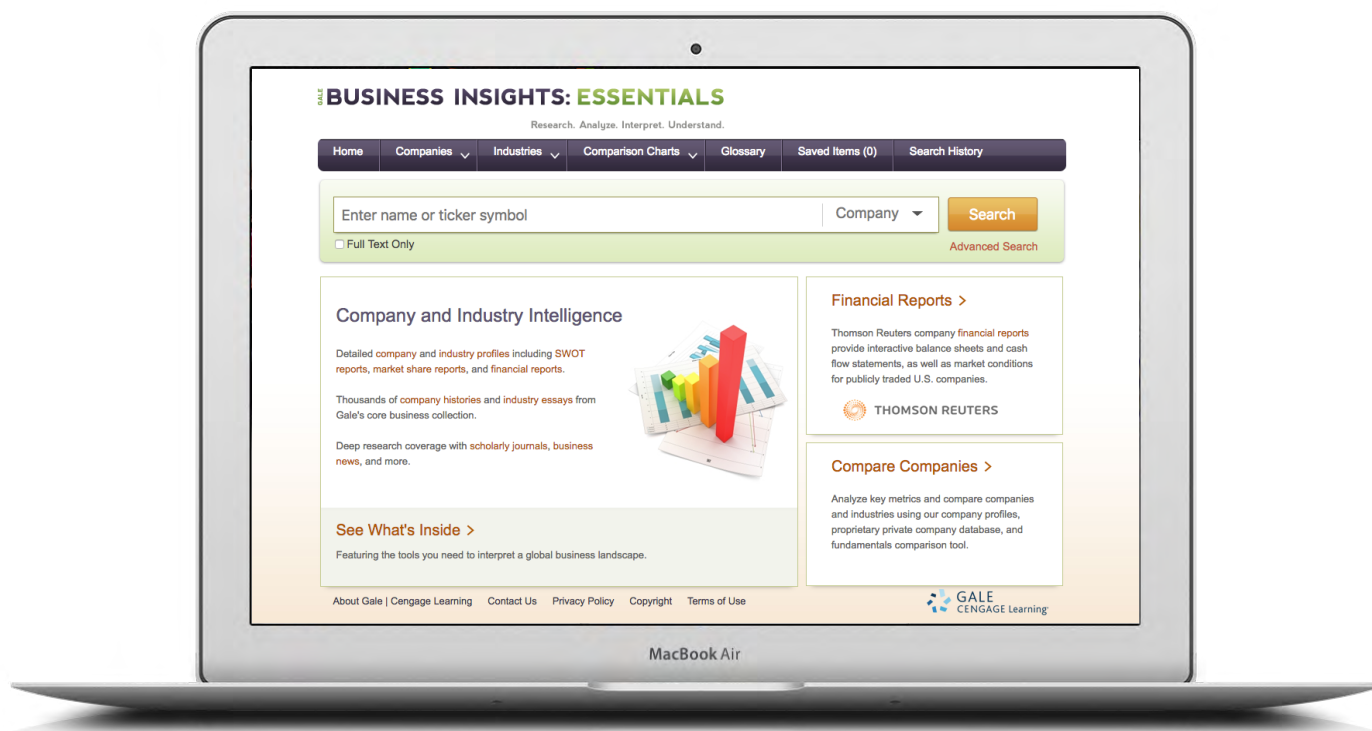 GALE BUSINESS INSIGHTS: ESSENTIALS
Research. Analyze. Interpret. Understand.
Home Companies Industries Comparison Charts Glossary Saved Items (0) Search History
Enter name or ticker symbol Company Search
Full Text Only Advanced Search
Company and Industry Intelligence
Detailed company and industry profiles including SWOT
reports, market share reports, and financial reports.
Thousands of company histories and industry essays from
Gale's core business collection.
Deep research coverage with scholarly journals, business
news, and more.
See What's Inside >
Featuring the tools you need to interpret a global business landscape.
Financial Reports >
Thomson Reuters company financial reports
provide interactive balance sheets and cash
flow statements, as well as market conditions
for publicly traded U.S. companies.
THOMSON REUTERS
Compare Companies >
Analyze key metrics and compare companies
and industries using our company profiles,
proprietary private company database, and
fundamentals comparison tool.
About Gale | Cengage Learning Contact Us Privacy Policy Copyright Terms of Use
GALE
CENGAGE Learning
MacBook Air